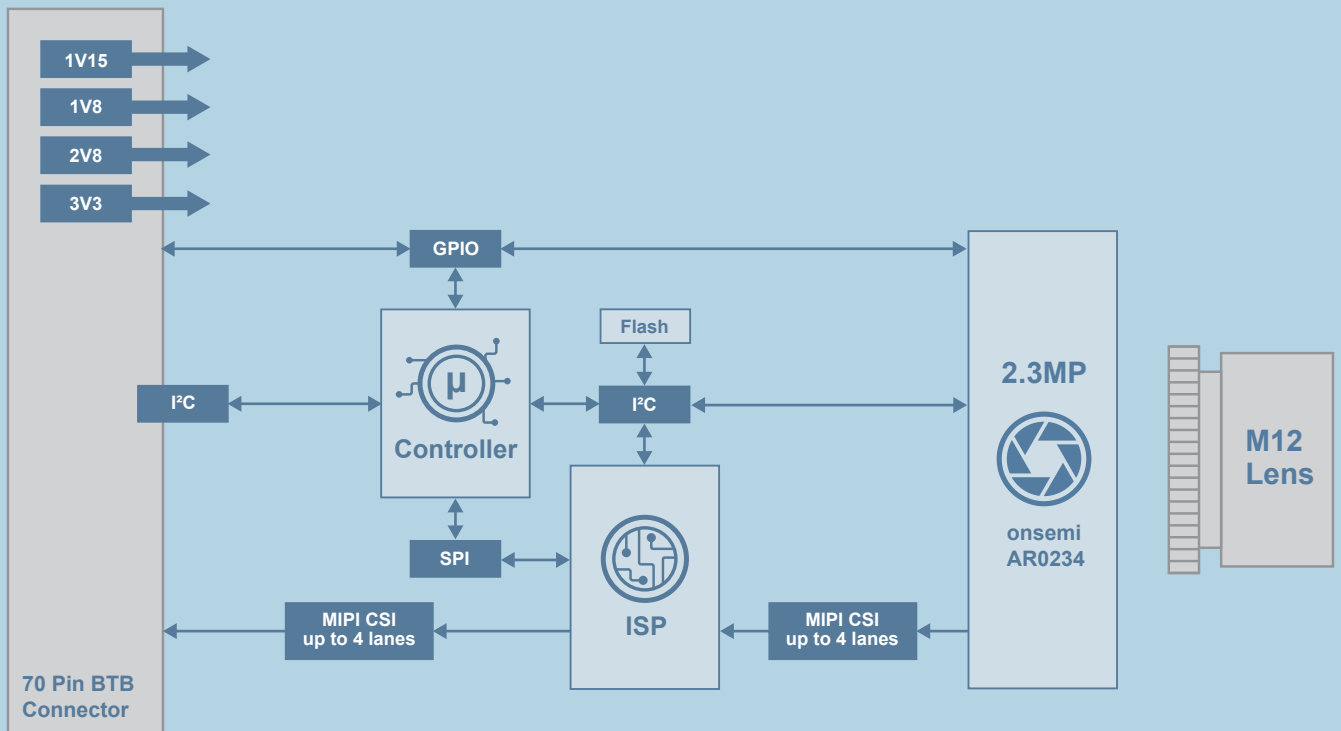 1V15
1V8
2V8
3V3
GPIO
Flash
I²C
I²C
µ
Controller
2.3MP
onsemi
AR0234
M12
Lens
SPI
ISP
MIPI CSI
up to 4 lanes
MIPI CSI
up to 4 lanes
70 Pin BTB
Connector